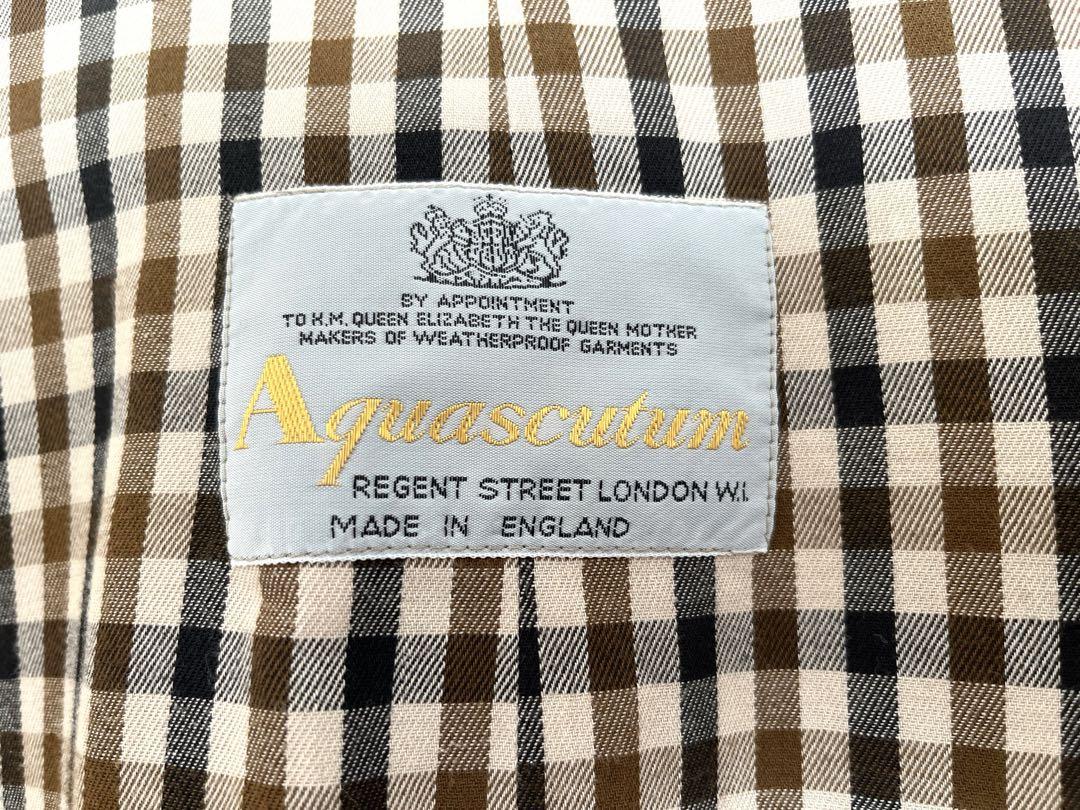 BY APPOINTMENT
TO H.M. QUEEN ELIZABETH THE QUEEN MOTHER
MAKERS OF WEATHERPROOF GARMENTS
Aquascutum
REGENT STREET LONDON W.I.
MADE IN ENGLAND